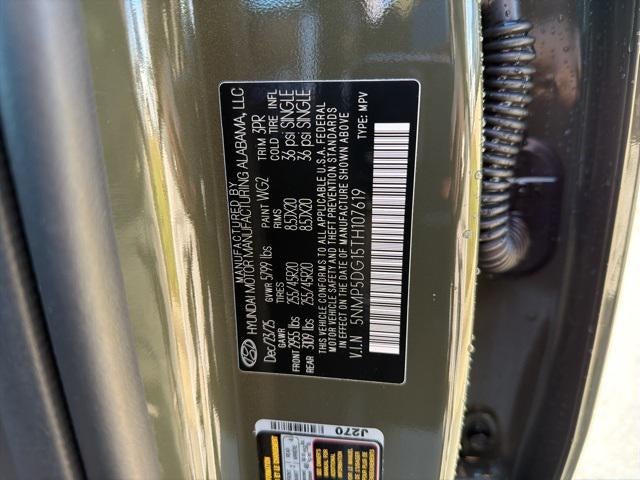 MANUFACTURED BY
HYUNDAI MOTOR MANUFACTURING ALABAMA, LLC
Dec/23/25 GVWR 5799 lbs PAINT WG2 TRIM 3PR
GAWR TIRES RIMS COLD TIRE INFL
FRONT 2955 lbs 255/45R20 8.5JX20 36 psi SINGLE
REAR 3109 lbs 255/45R20 8.5JX20 36 psi SINGLE
THIS VEHICLE CONFORMS TO ALL APPLICABLE U.S.A. FEDERAL
MOTOR VEHICLE SAFETY AND THEFT PREVENTION STANDARDS
IN EFFECT ON THE DATE OF MANUFACTURE SHOWN ABOVE
V.I.N 5NMP5DG15TH107619 TYPE: MPV
J270